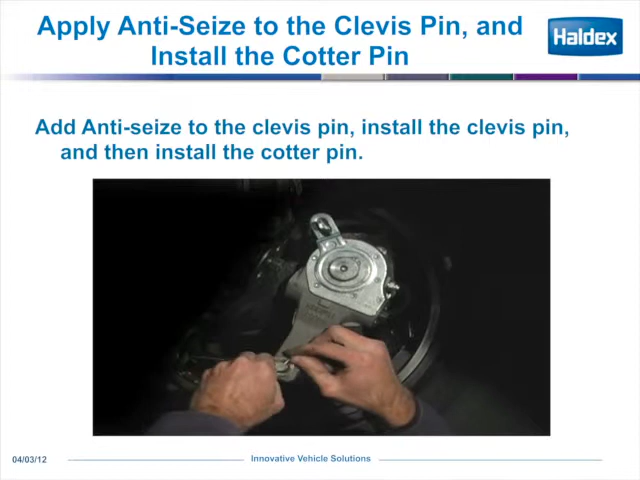 Apply Anti-Seize to the Clevis Pin, and
Install the Cotter Pin
Haldex
Add Anti-seize to the clevis pin, install the clevis pin,
and then install the cotter pin.
04/03/12
Innovative Vehicle Solutions